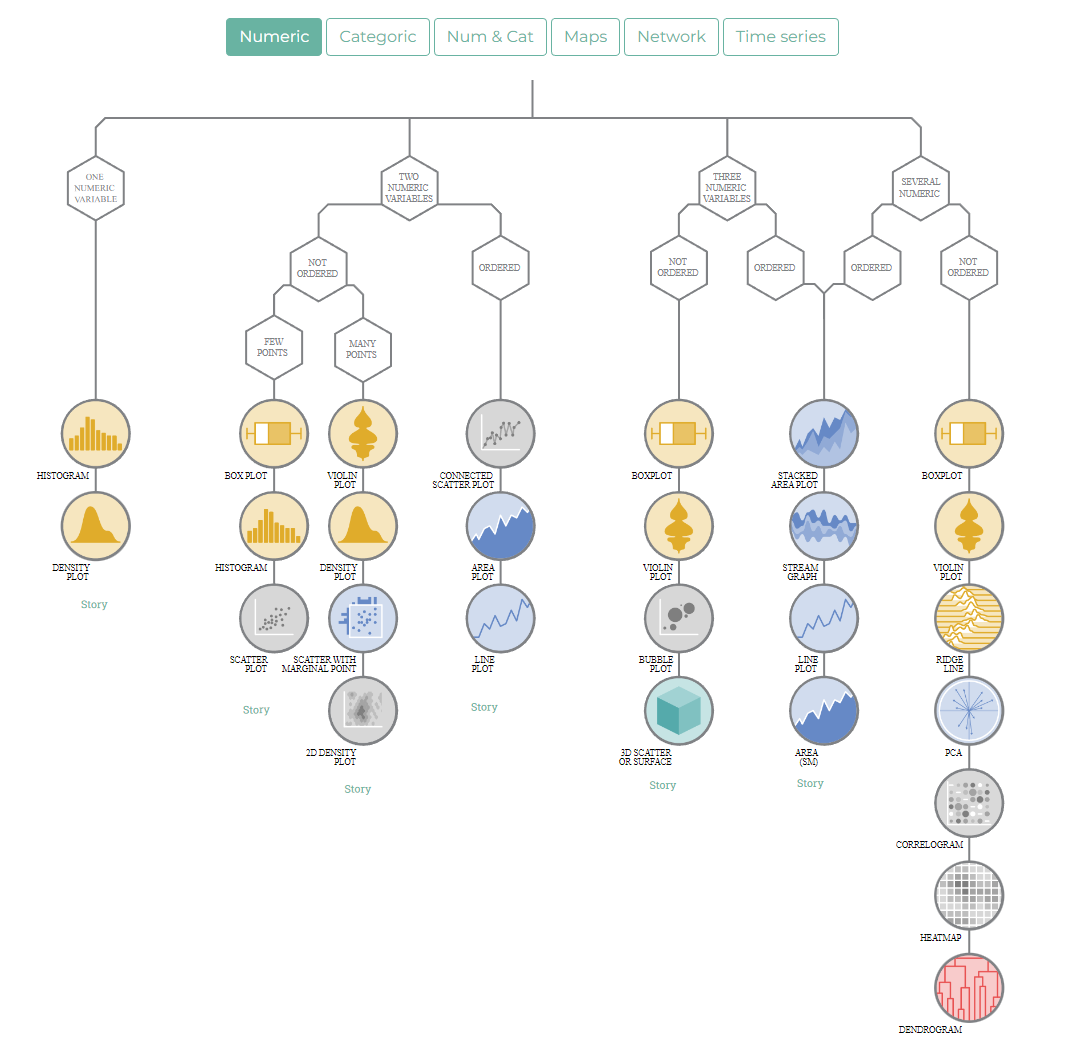 Numeric
Categoric
Num & Cat
Maps
Network
Time series
ONE
NUMERIC
VARIABLE
TWO
NUMERIC
VARIABLES
THREE
NUMERIC
VARIABLES
SEVERAL
NUMERIC
NOT
ORDERED
ORDERED
NOT
ORDERED
ORDERED
ORDERED
NOT
ORDERED
FEW
POINTS
MANY
POINTS
HISTOGRAM
DENSITY
PLOT
Story
BOX PLOT
HISTOGRAM
SCATTER
PLOT
Story
VIOLIN
PLOT
DENSITY
PLOT
SCATTER WITH
MARGINAL POINT
2D DENSITY
PLOT
Story
CONNECTED
SCATTER PLOT
AREA
PLOT
LINE
PLOT
Story
BOXPLOT
VIOLIN
PLOT
BUBBLE
PLOT
3D SCATTER
OR SURFACE
Story
STACKED
AREA PLOT
STREAM
GRAPH
LINE
PLOT
AREA
(SM)
Story
BOXPLOT
VIOLIN
PLOT
RIDGE
LINE
PCA
CORRELOGRAM
HEATMAP
DENDROGRAM